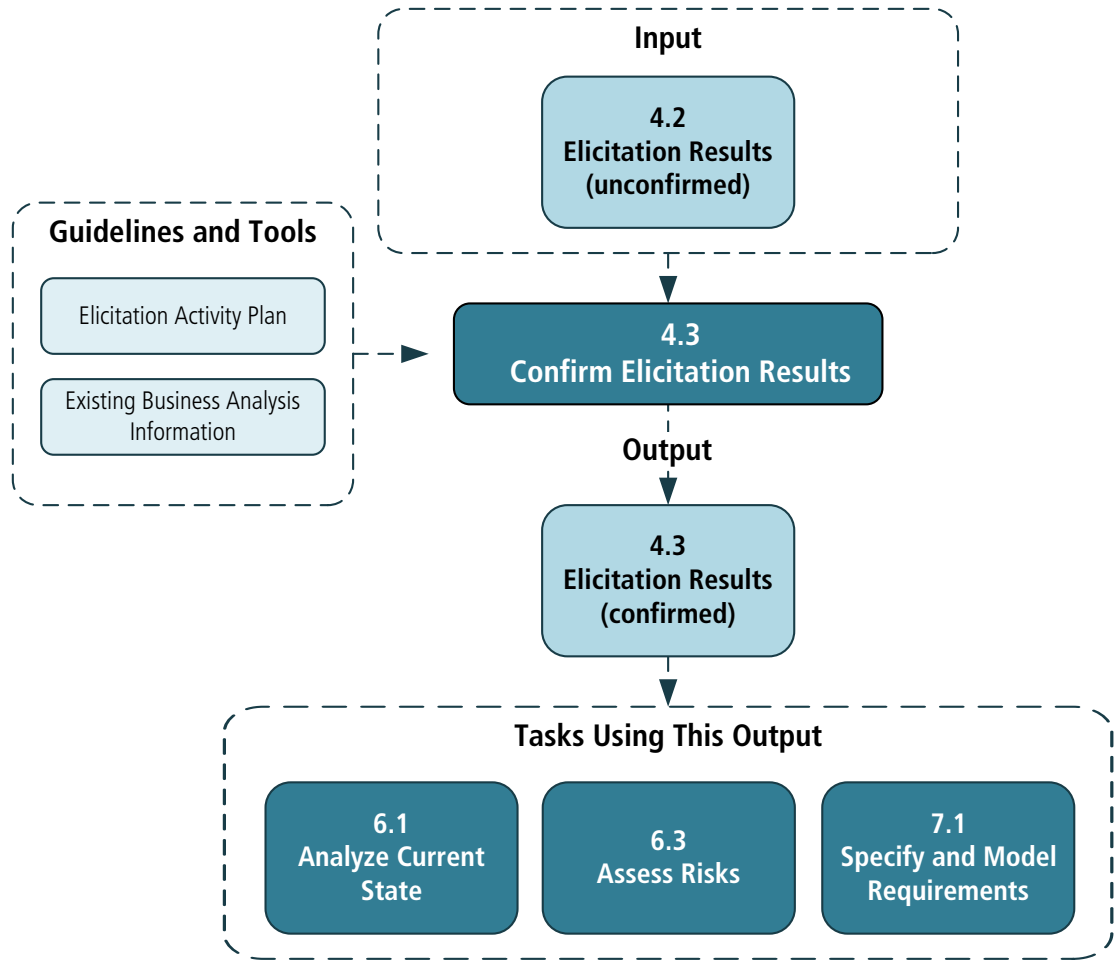 Input
4.2
Elicitation Results
(unconfirmed)
Guidelines and Tools
Elicitation Activity Plan
Existing Business Analysis
Information
4.3
Confirm Elicitation Results
Output
4.3
Elicitation Results
(confirmed)
Tasks Using This Output
6.1
Analyze Current
State
6.3
Assess Risks
7.1
Specify and Model
Requirements